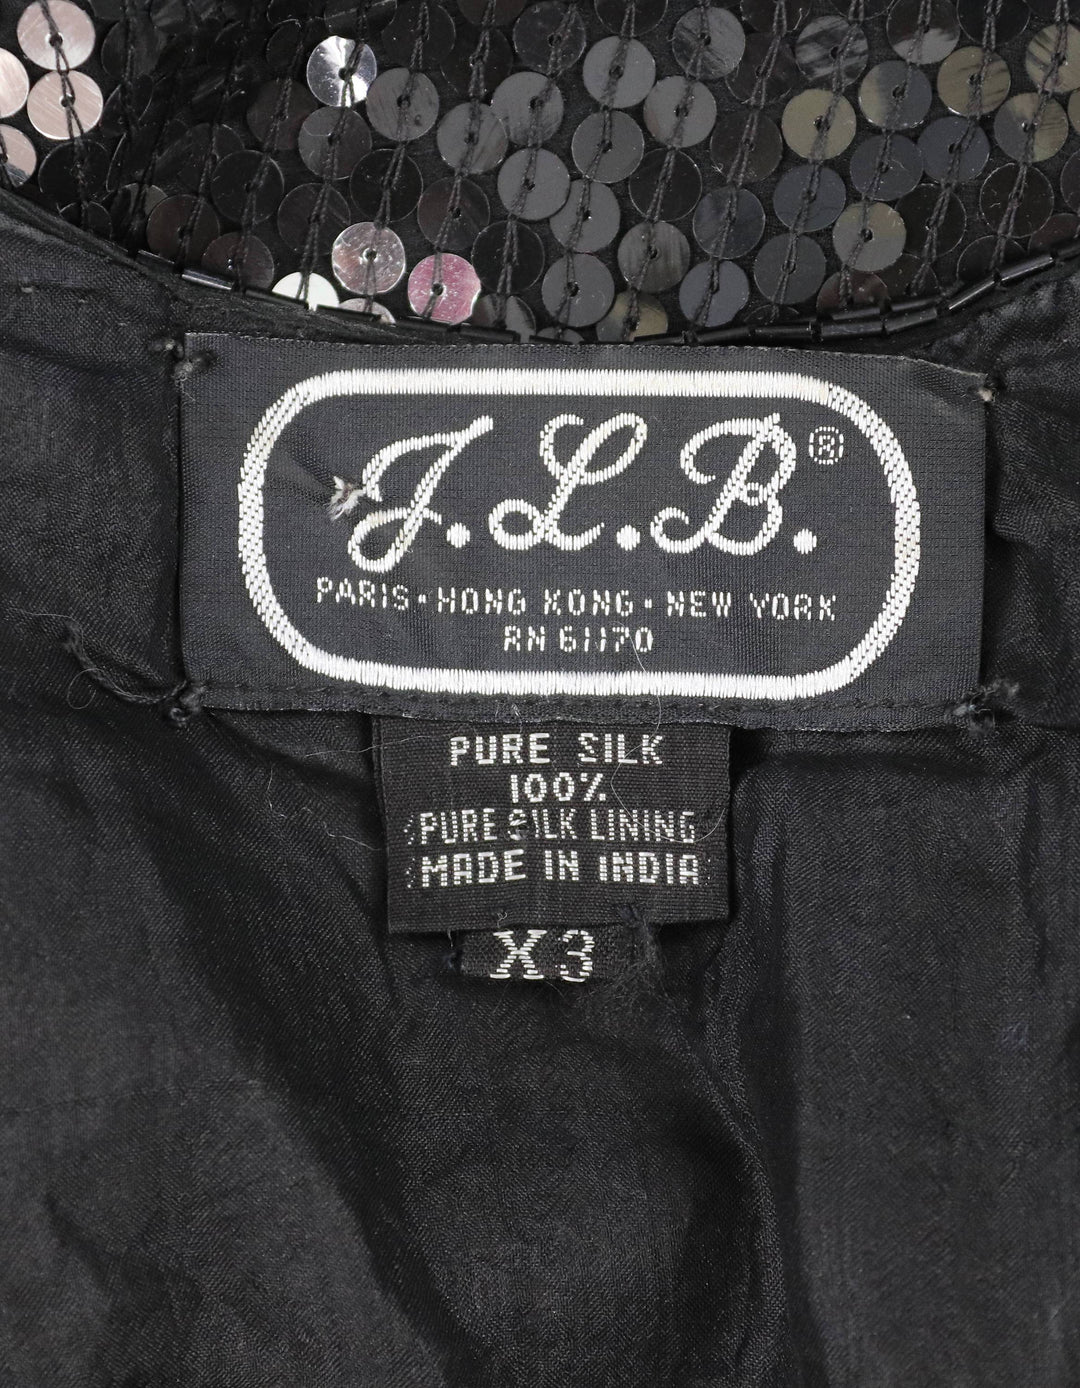 J.L.B.®
PARIS · HONG KONG · NEW YORK
RN 61170
PURE SILK
100%
PURE SILK LINING
MADE IN INDIA
X3